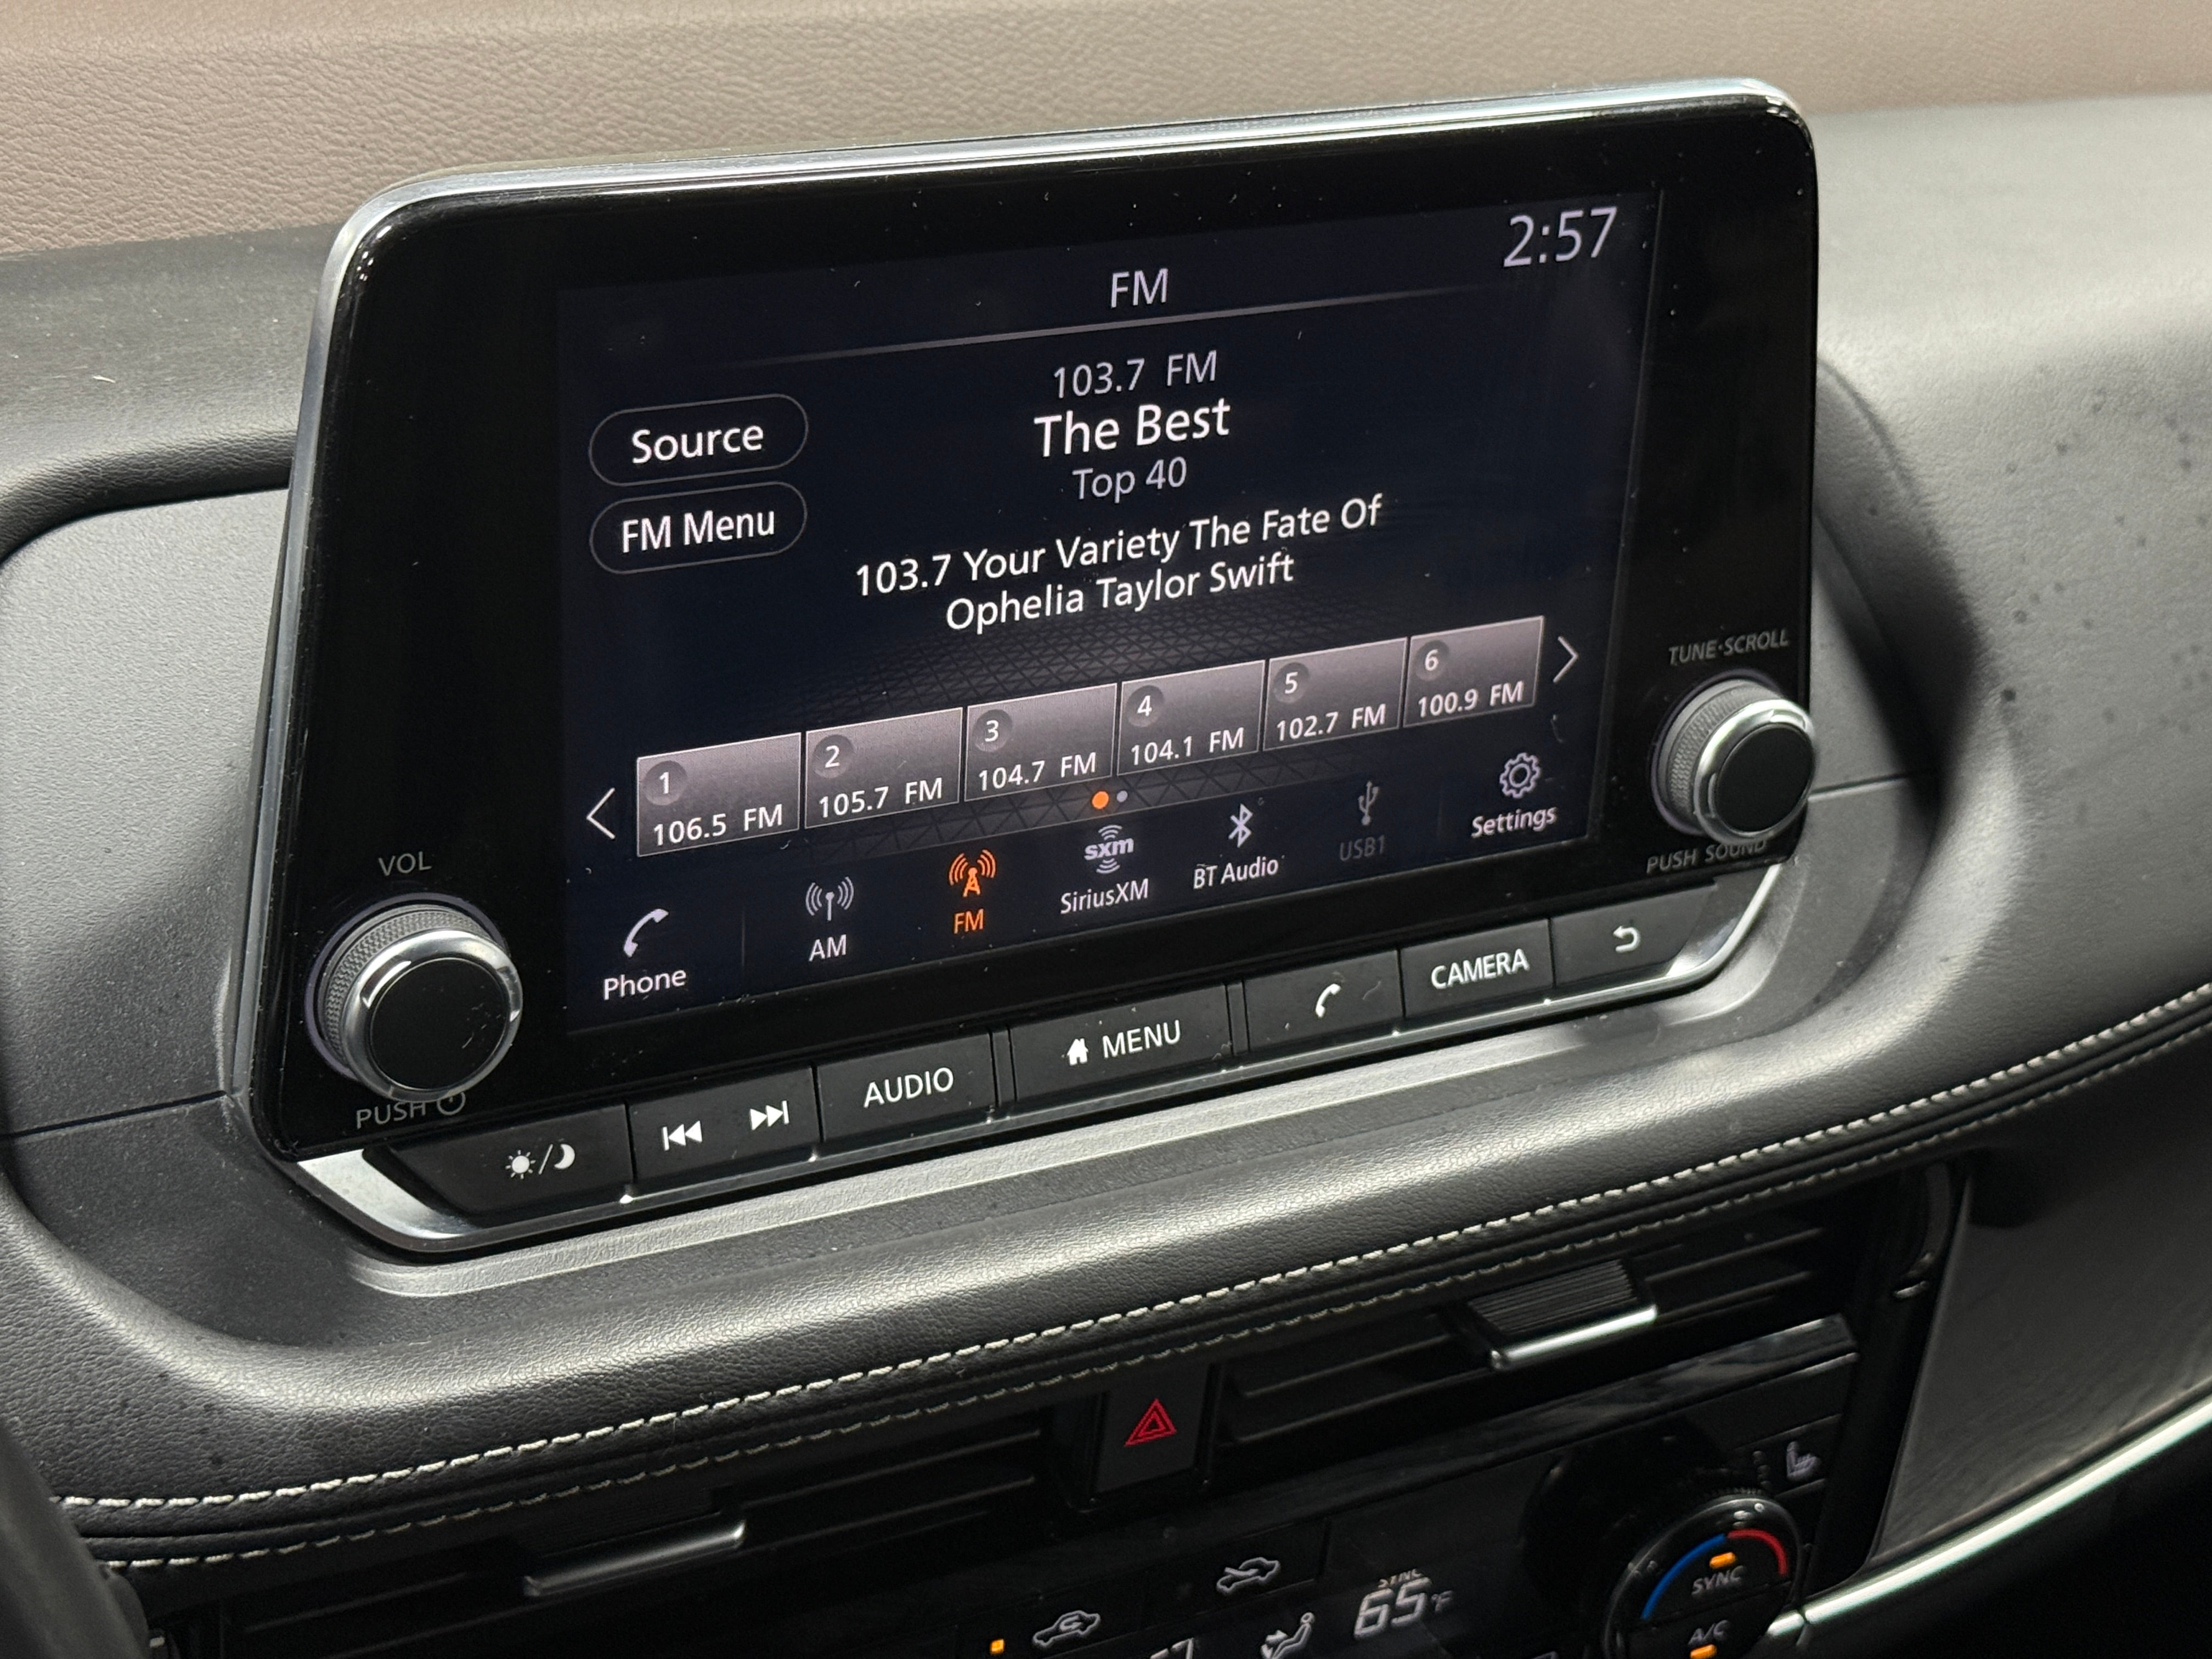 2:57
FM
103.7 FM
The Best
Top 40
Source
FM Menu
103.7 Your Variety The Fate Of
Ophelia Taylor Swift
1
106.5 FM
2
105.7 FM
3
104.7 FM
4
104.1 FM
5
102.7 FM
6
100.9 FM
Phone
AM
FM
sxm
SiriusXM
BT Audio
USB1
Settings
VOL
PUSH
TUNE·SCROLL
PUSH SOUND
AUDIO
MENU
CAMERA
SYNC
65°F
SYNC
A/C